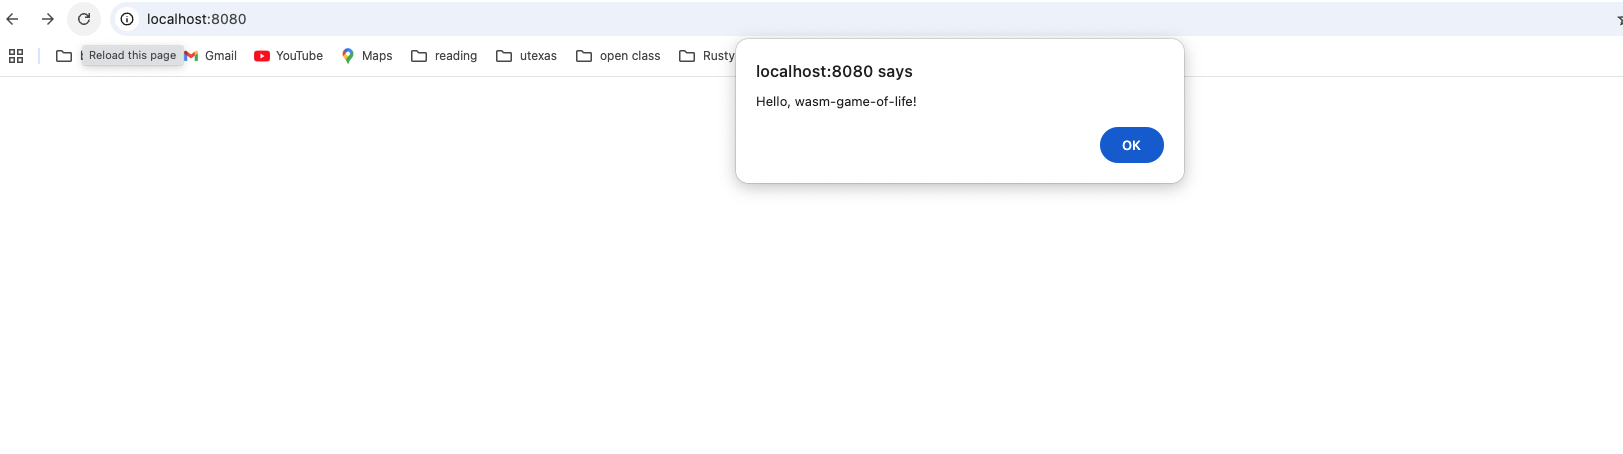 localhost:8080
Reload this page
Gmail
YouTube
Maps
reading
utexas
open class
Rusty
localhost:8080 says
Hello, wasm-game-of-life!
OK